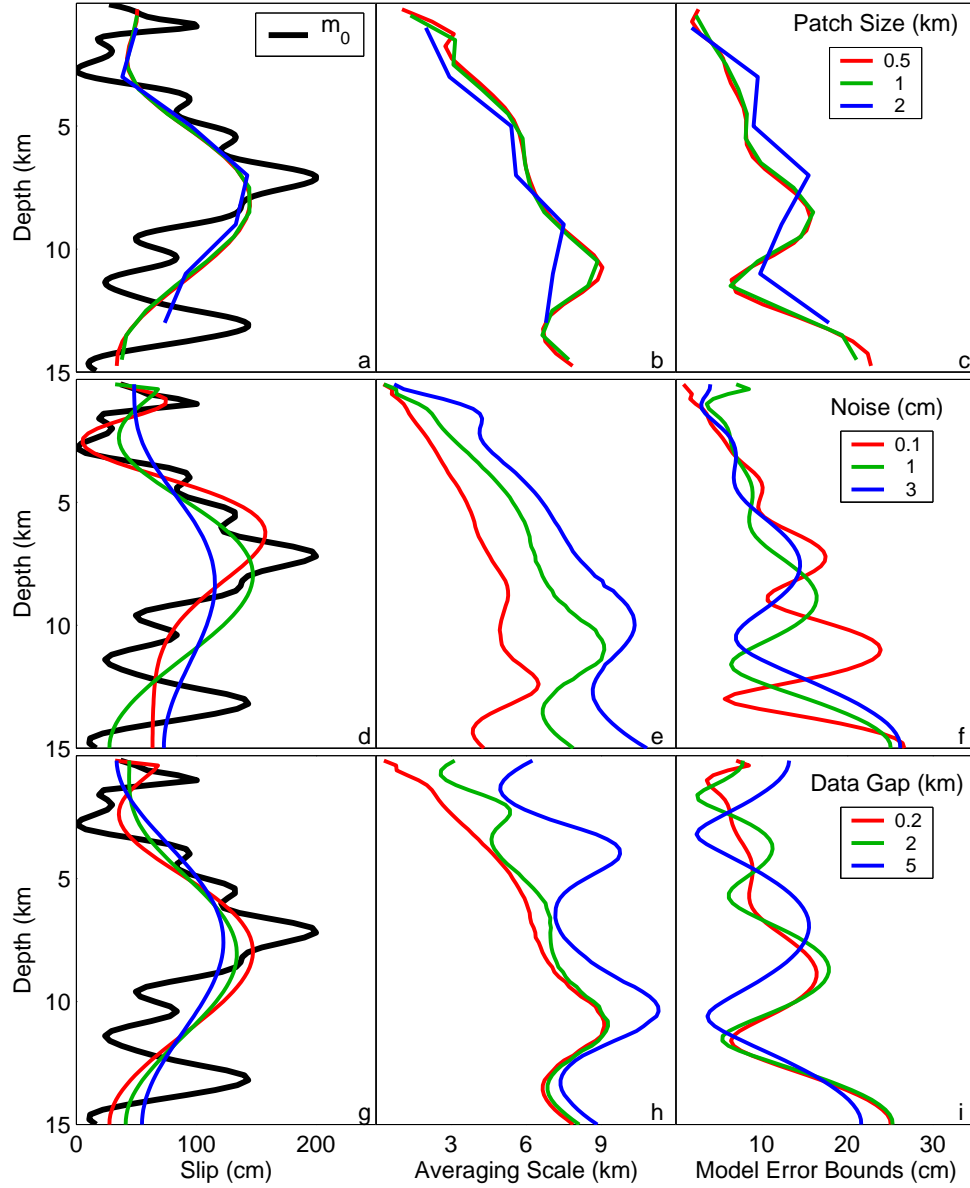 m0
Patch Size (km)
0.5
1
2
5
10
15
Depth (km
a
b
c
Noise (cm)
0.1
1
3
5
10
15
Depth (km
d
e
f
Data Gap (km)
0.2
2
5
5
10
15
Depth (km
g
h
i
0 100 200
3 6 9
10 20 30
Slip (cm)
Averaging Scale (km)
Model Error Bounds (cm)